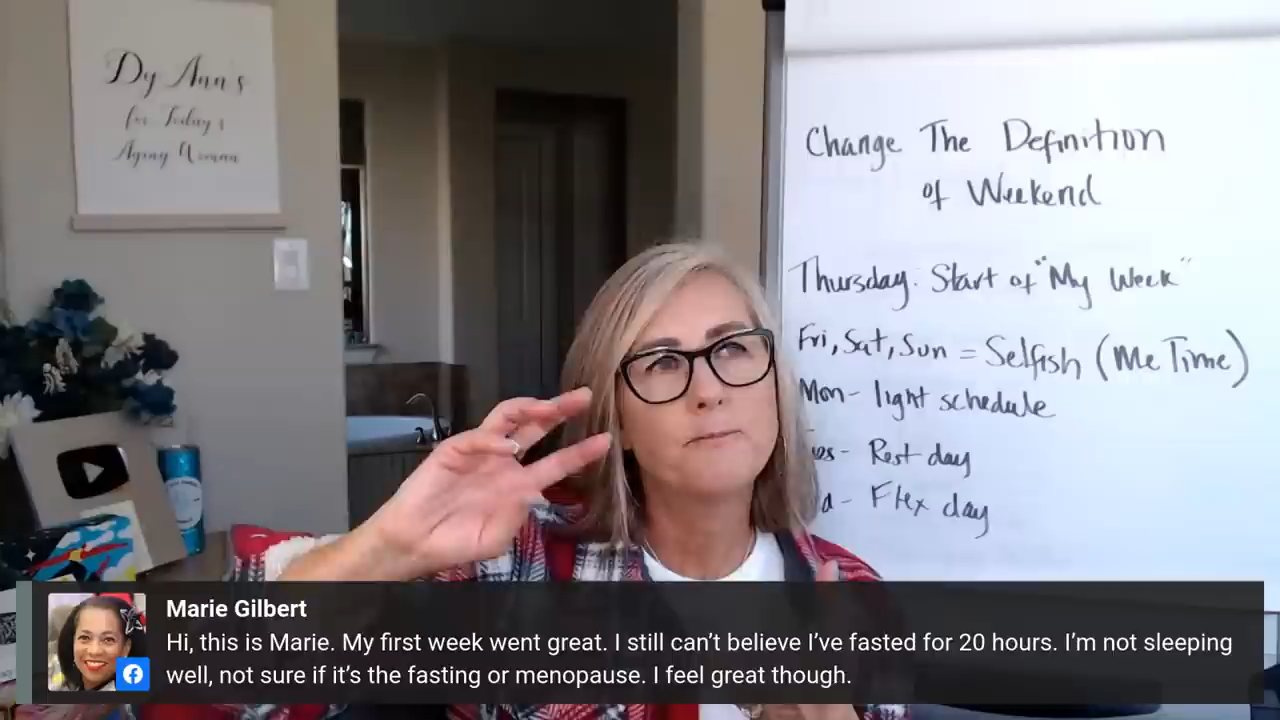 Dy Ann's
for Today's
Aging Woman
Change The Definition
of Weekend
Thursday. Start of "My Week"
Fri, Sat, Sun = Selfish (Me Time)
Mon - light schedule
es - Rest day
d - Flex day
Marie Gilbert
Hi, this is Marie. My first week went great. I still can’t believe I’ve fasted for 20 hours. I’m not sleeping
well, not sure if it’s the fasting or menopause. I feel great though.